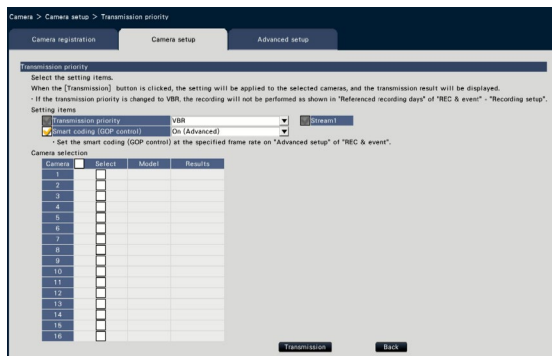 Camera > Camera setup > Transmission priority
Camera registration Camera setup Advanced setup
Transmission priority
Select the setting items.
When the [Transmission] button is clicked, the setting will be applied to the selected cameras, and the transmission result will be displayed.
・If the transmission priority is changed to VBR, the recording will not be performed as shown in "Referenced recording days" of "REC & event" - "Recording setup".
Setting items
Transmission priority VBR Stream1
Smart coding (GOP control) On (Advanced)
・Set the smart coding (GOP control) at the specified frame rate on "Advanced setup" of "REC & event".
Camera selection
Camera Select Model Results
1
2
3
4
5
6
7
8
9
10
11
12
13
14
15
16
Transmission Back